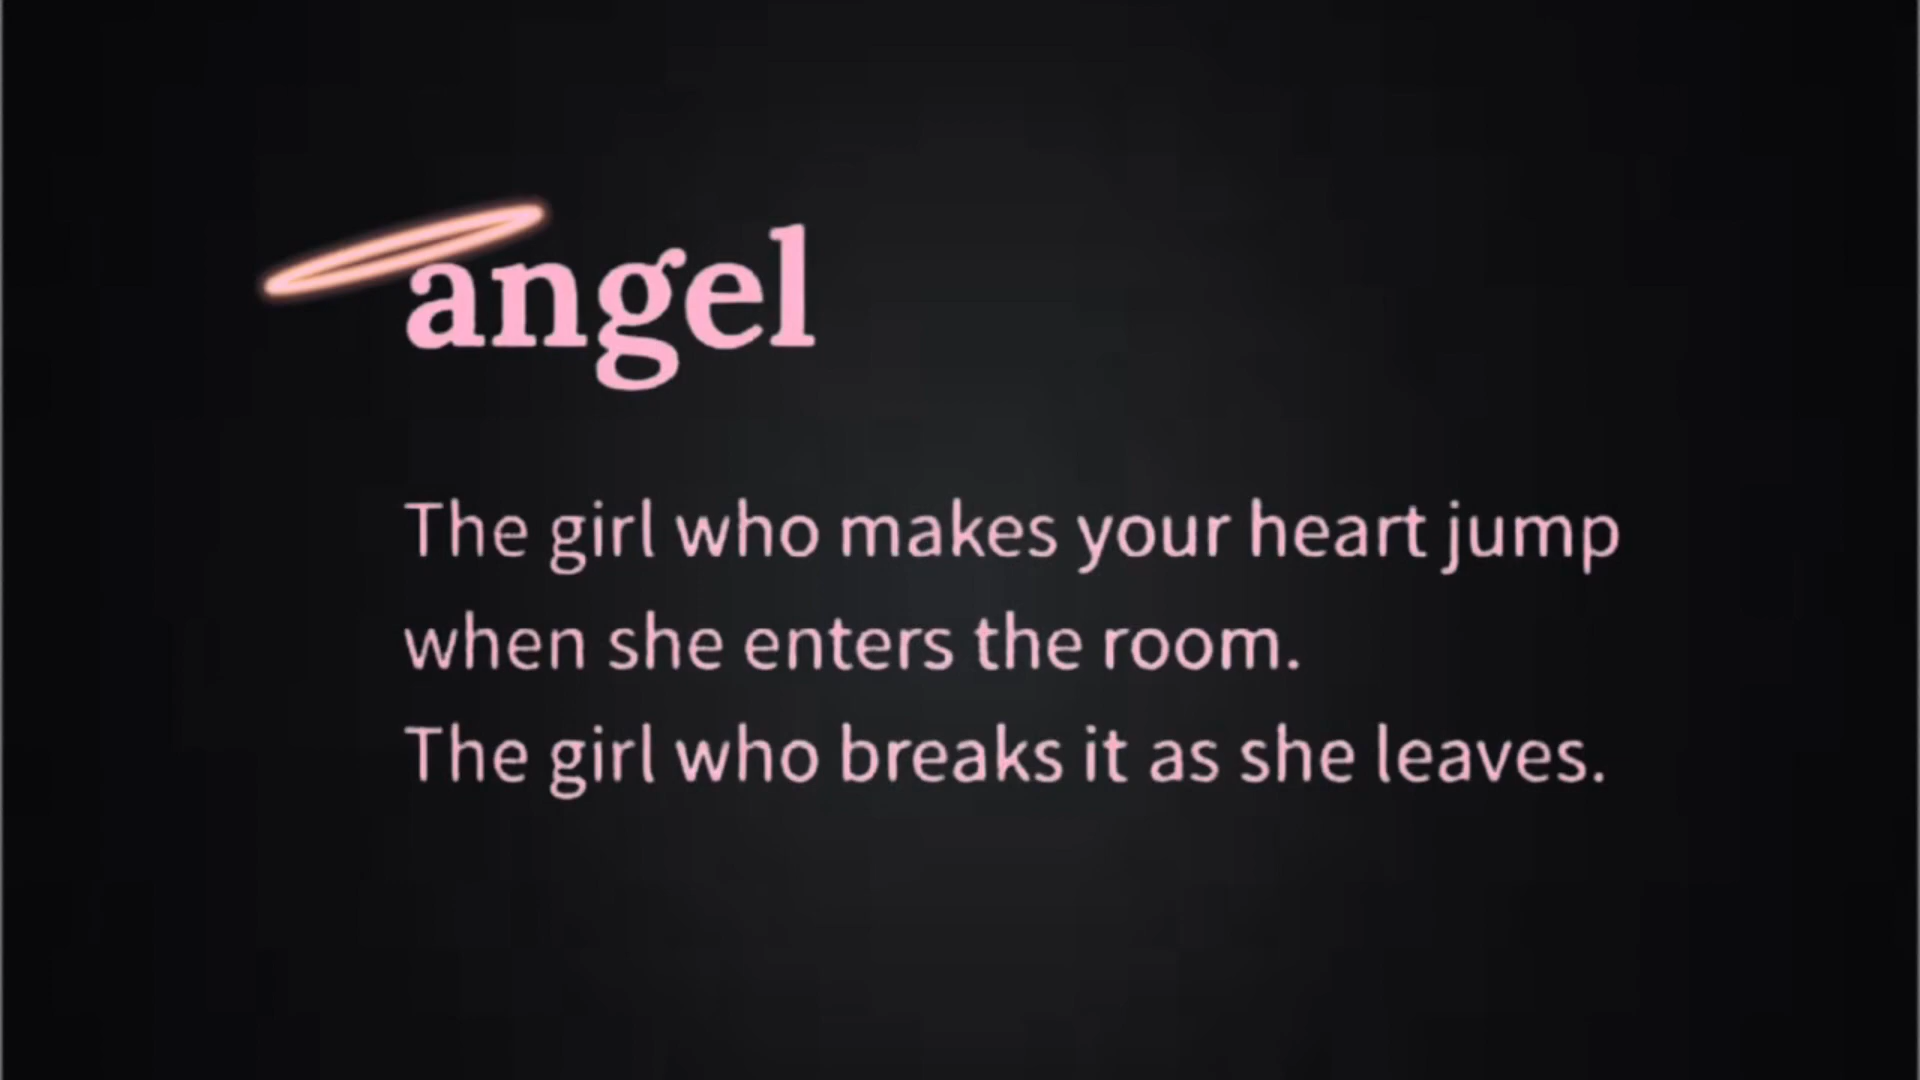 angel
The girl who makes your heart jump
when she enters the room.
The girl who breaks it as she leaves.